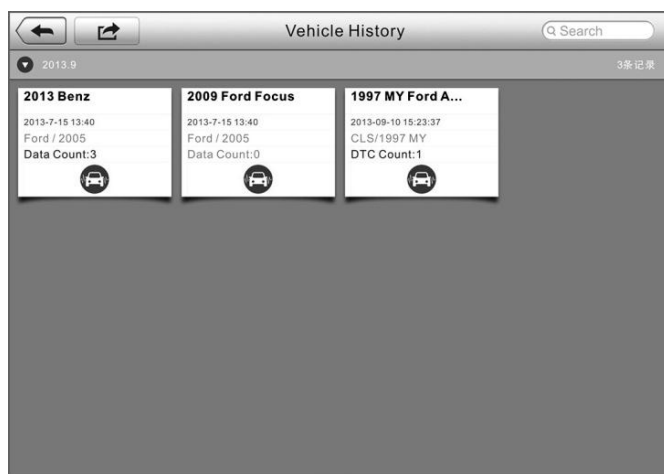 Vehicle History
Search
2013.9
3条记录
2013 Benz
2013-7-15 13:40
Ford / 2005
Data Count:3
2009 Ford Focus
2013-7-15 13:40
Ford / 2005
Data Count:0
1997 MY Ford A...
2013-09-10 15:23:37
CLS/1997 MY
DTC Count:1